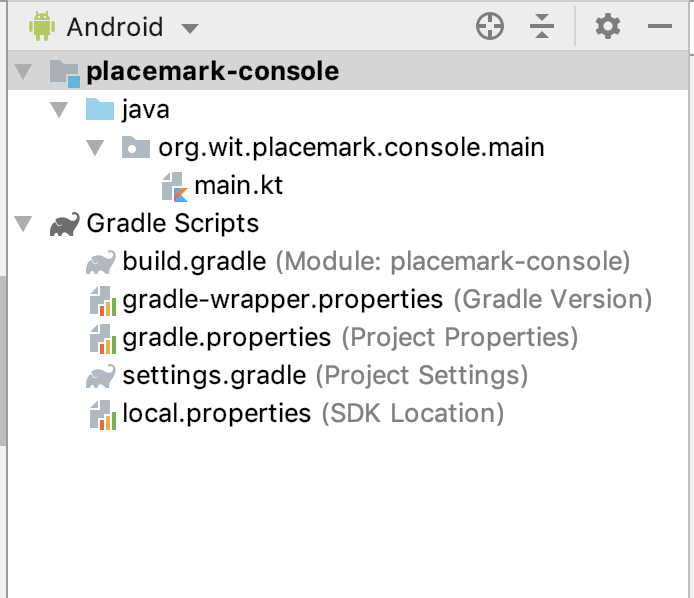 Android
placemark-console
java
org.wit.placemark.console.main
main.kt
Gradle Scripts
build.gradle (Module: placemark-console)
gradle-wrapper.properties (Gradle Version)
gradle.properties (Project Properties)
settings.gradle (Project Settings)
local.properties (SDK Location)